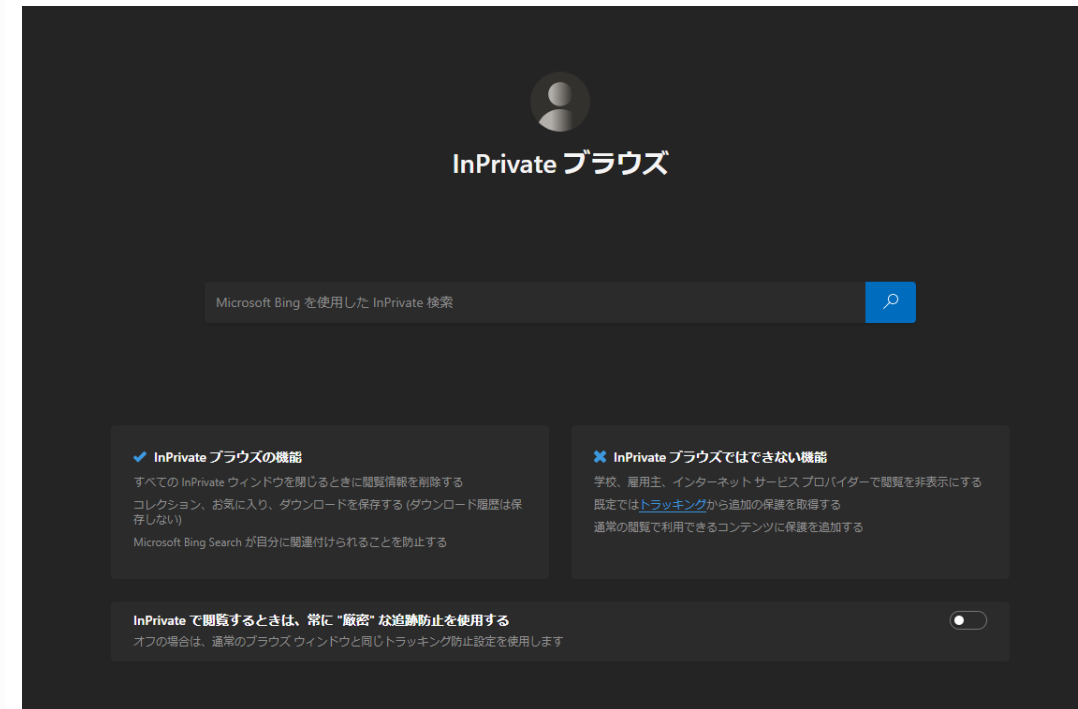 InPrivate ブラウズ
Microsoft Bing を使用した InPrivate 検索
InPrivate ブラウズの機能
すべての InPrivate ウィンドウを閉じるときに閲覧情報を削除する
コレクション、お気に入り、ダウンロードを保存する (ダウンロード履歴は保
存しない)
Microsoft Bing Search が自分に関連付けられることを防止する
InPrivate ブラウズではできない機能
学校、雇用主、インターネット サービス プロバイダーで閲覧を非表示にする
既定ではトラッキングから追加の保護を取得する
通常の閲覧で利用できるコンテンツに保護を追加する
InPrivate で閲覧するときは、常に "厳密" な追跡防止を使用する
オフの場合は、通常のブラウズ ウィンドウと同じトラッキング防止設定を使用します